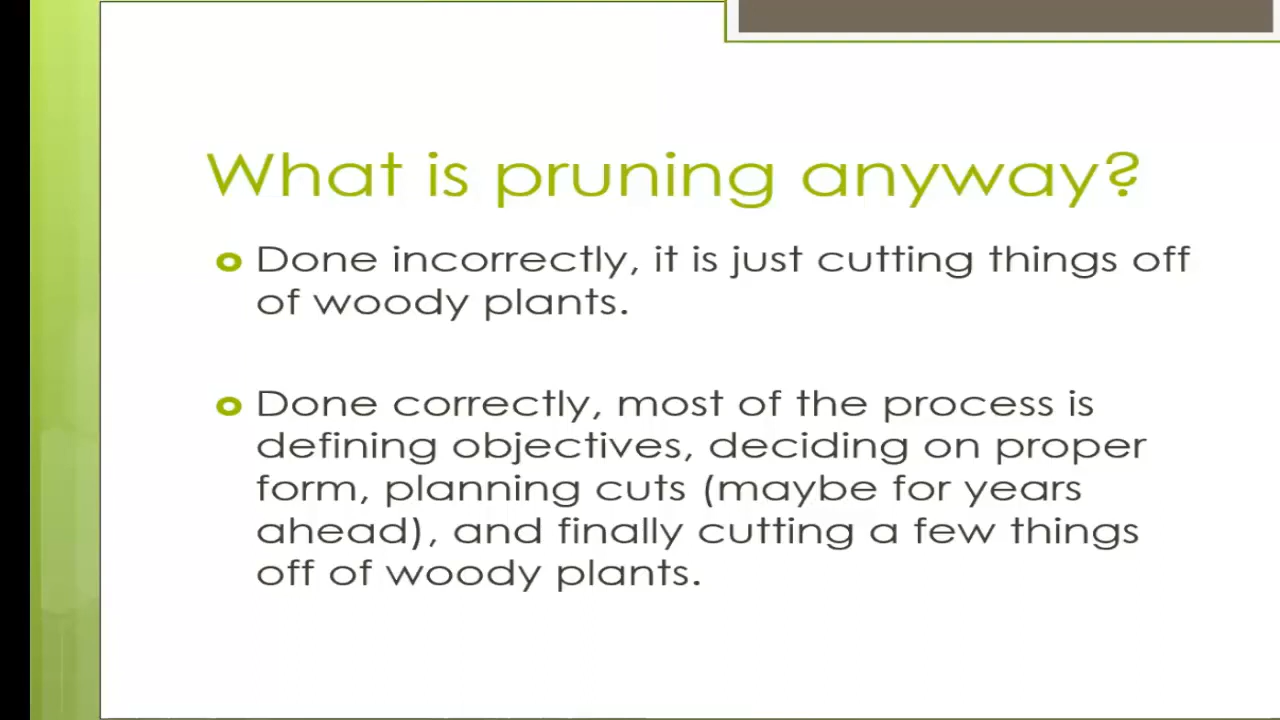 What is pruning anyway?
Done incorrectly, it is just cutting things off
of woody plants.
Done correctly, most of the process is
defining objectives, deciding on proper
form, planning cuts (maybe for years
ahead), and finally cutting a few things
off of woody plants.